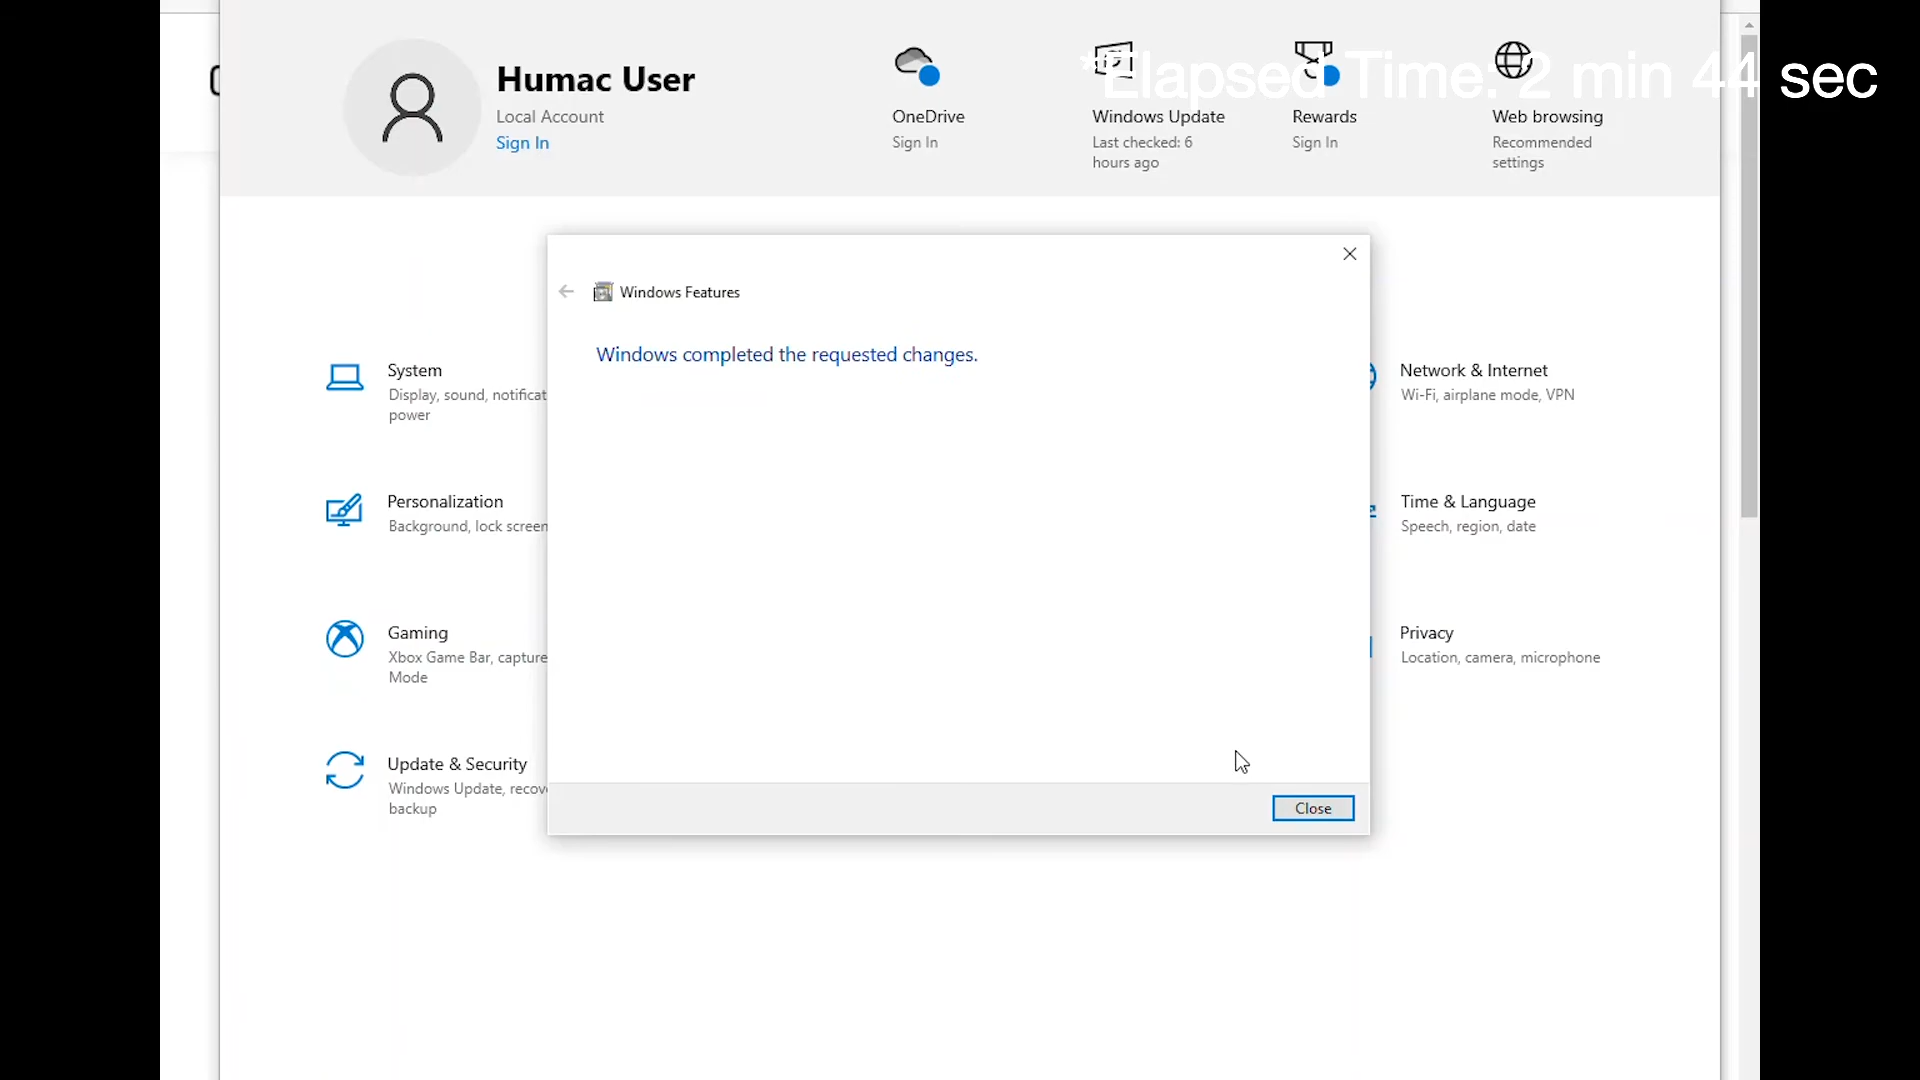 *Elapsed Time: 2 min 44 sec
Humac User
Local Account
Sign In
OneDrive
Sign In
Windows Update
Last checked: 6
hours ago
Rewards
Sign In
Web browsing
Recommended
settings
Windows Features
Windows completed the requested changes.
Close
System
Display, sound, notificat
power
Network & Internet
Wi-Fi, airplane mode, VPN
Personalization
Background, lock screen
Time & Language
Speech, region, date
Gaming
Xbox Game Bar, capture
Mode
Privacy
Location, camera, microphone
Update & Security
Windows Update, recov
backup